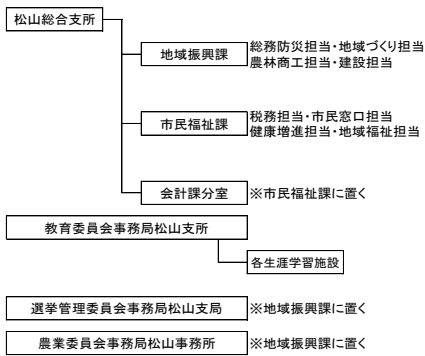 松山総合支所
地域振興課
総務防災担当・地域づくり担当
農林商工担当・建設担当
市民福祉課
税務担当・市民窓口担当
健康増進担当・地域福祉担当
会計課分室
※市民福祉課に置く
教育委員会事務局松山支所
各生涯学習施設
選挙管理委員会事務局松山支局
※地域振興課に置く
農業委員会事務局松山事務所
※地域振興課に置く